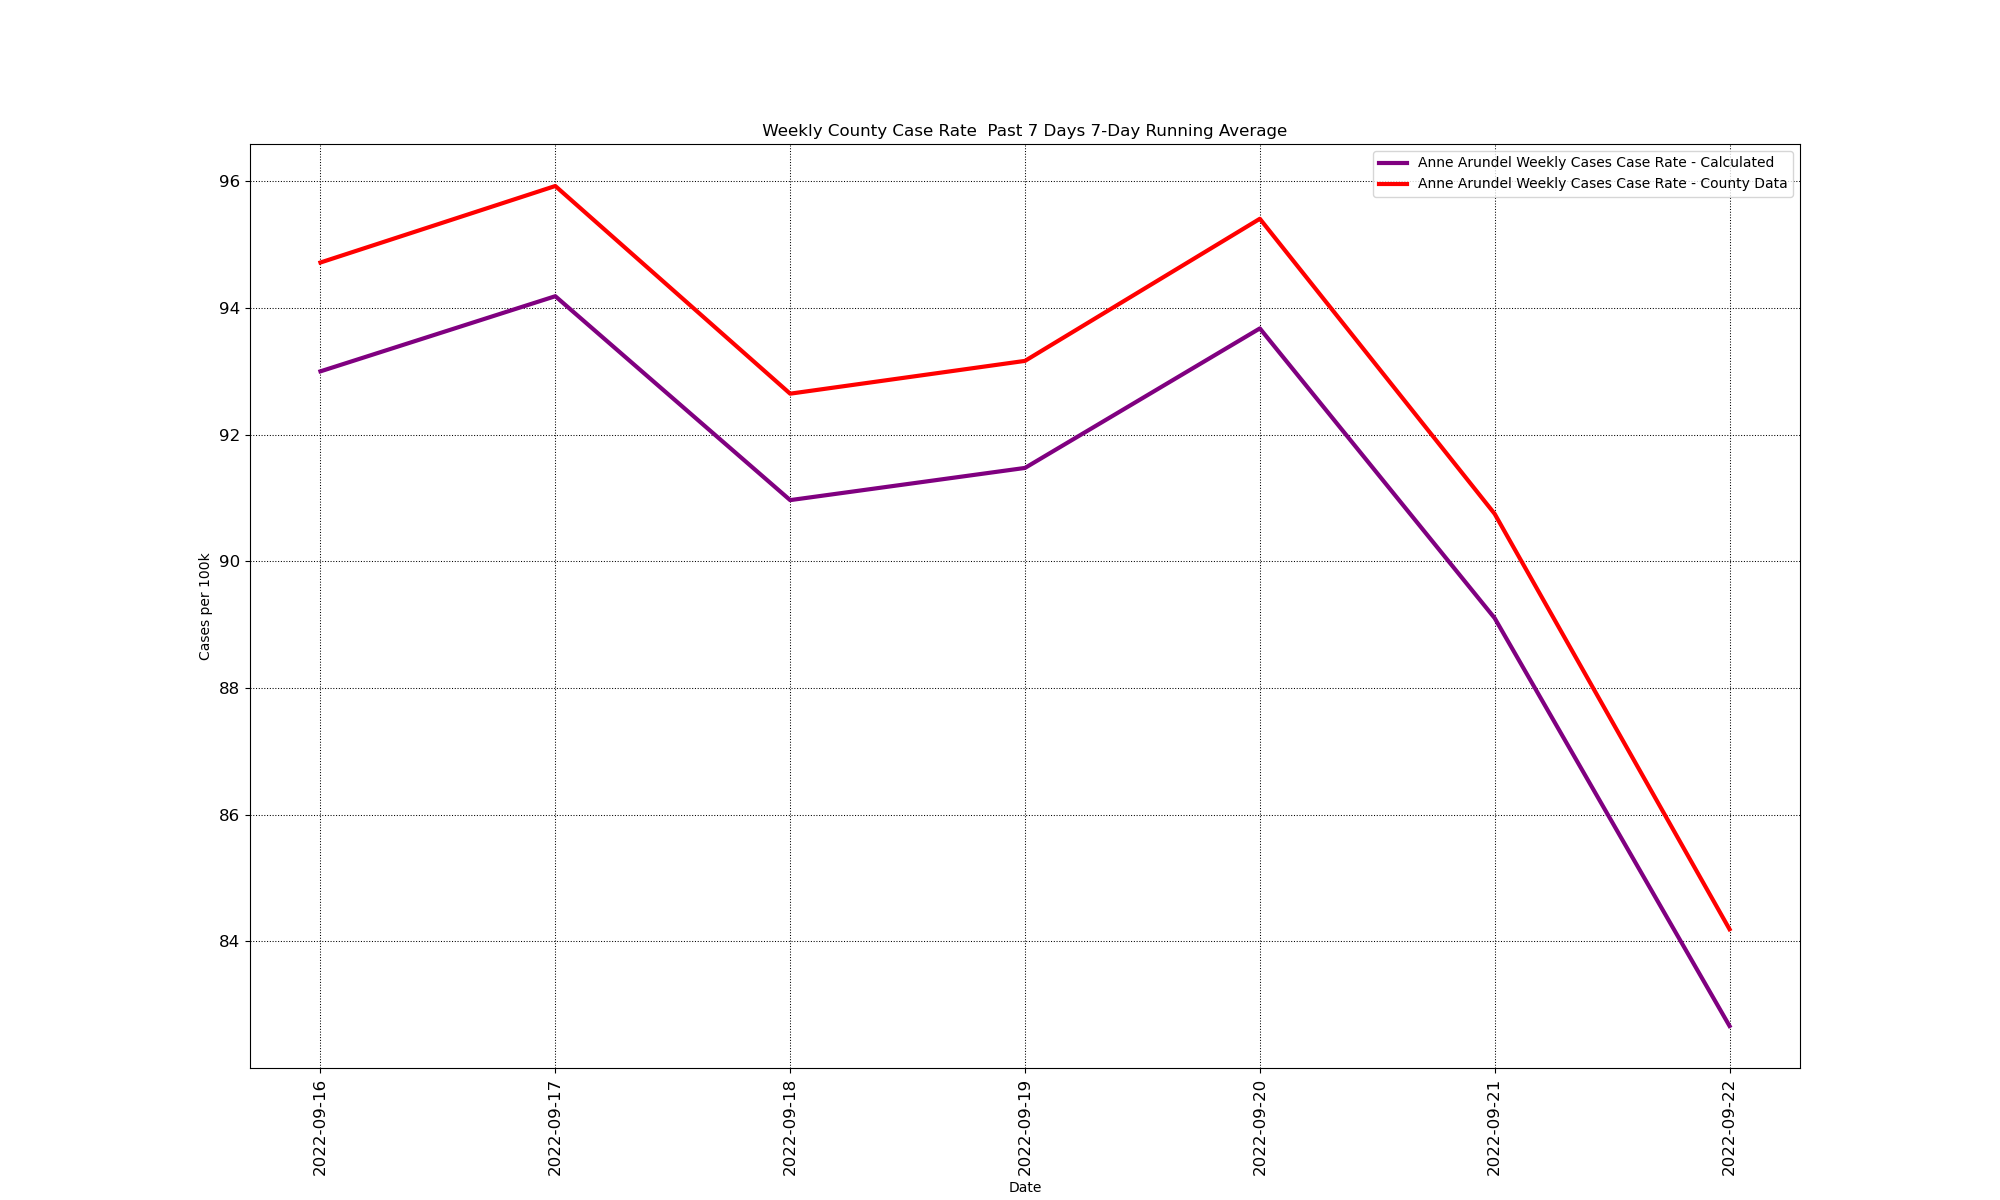 Weekly County Case Rate  Past 7 Days 7-Day Running Average
Anne Arundel Weekly Cases Case Rate - Calculated
Anne Arundel Weekly Cases Case Rate - County Data
Cases per 100k
96
94
92
90
88
86
84
2022-09-16
2022-09-17
2022-09-18
2022-09-19
2022-09-20
2022-09-21
2022-09-22
Date